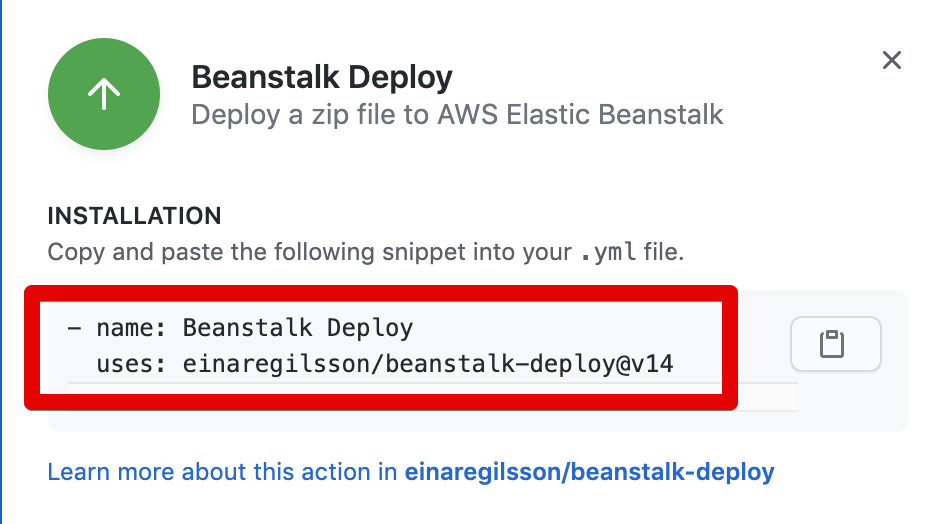 Beanstalk Deploy
Deploy a zip file to AWS Elastic Beanstalk
INSTALLATION
Copy and paste the following snippet into your .yml file.
- name: Beanstalk Deploy
uses: einaregilsson/beanstalk-deploy@v14
Learn more about this action in einaregilsson/beanstalk-deploy